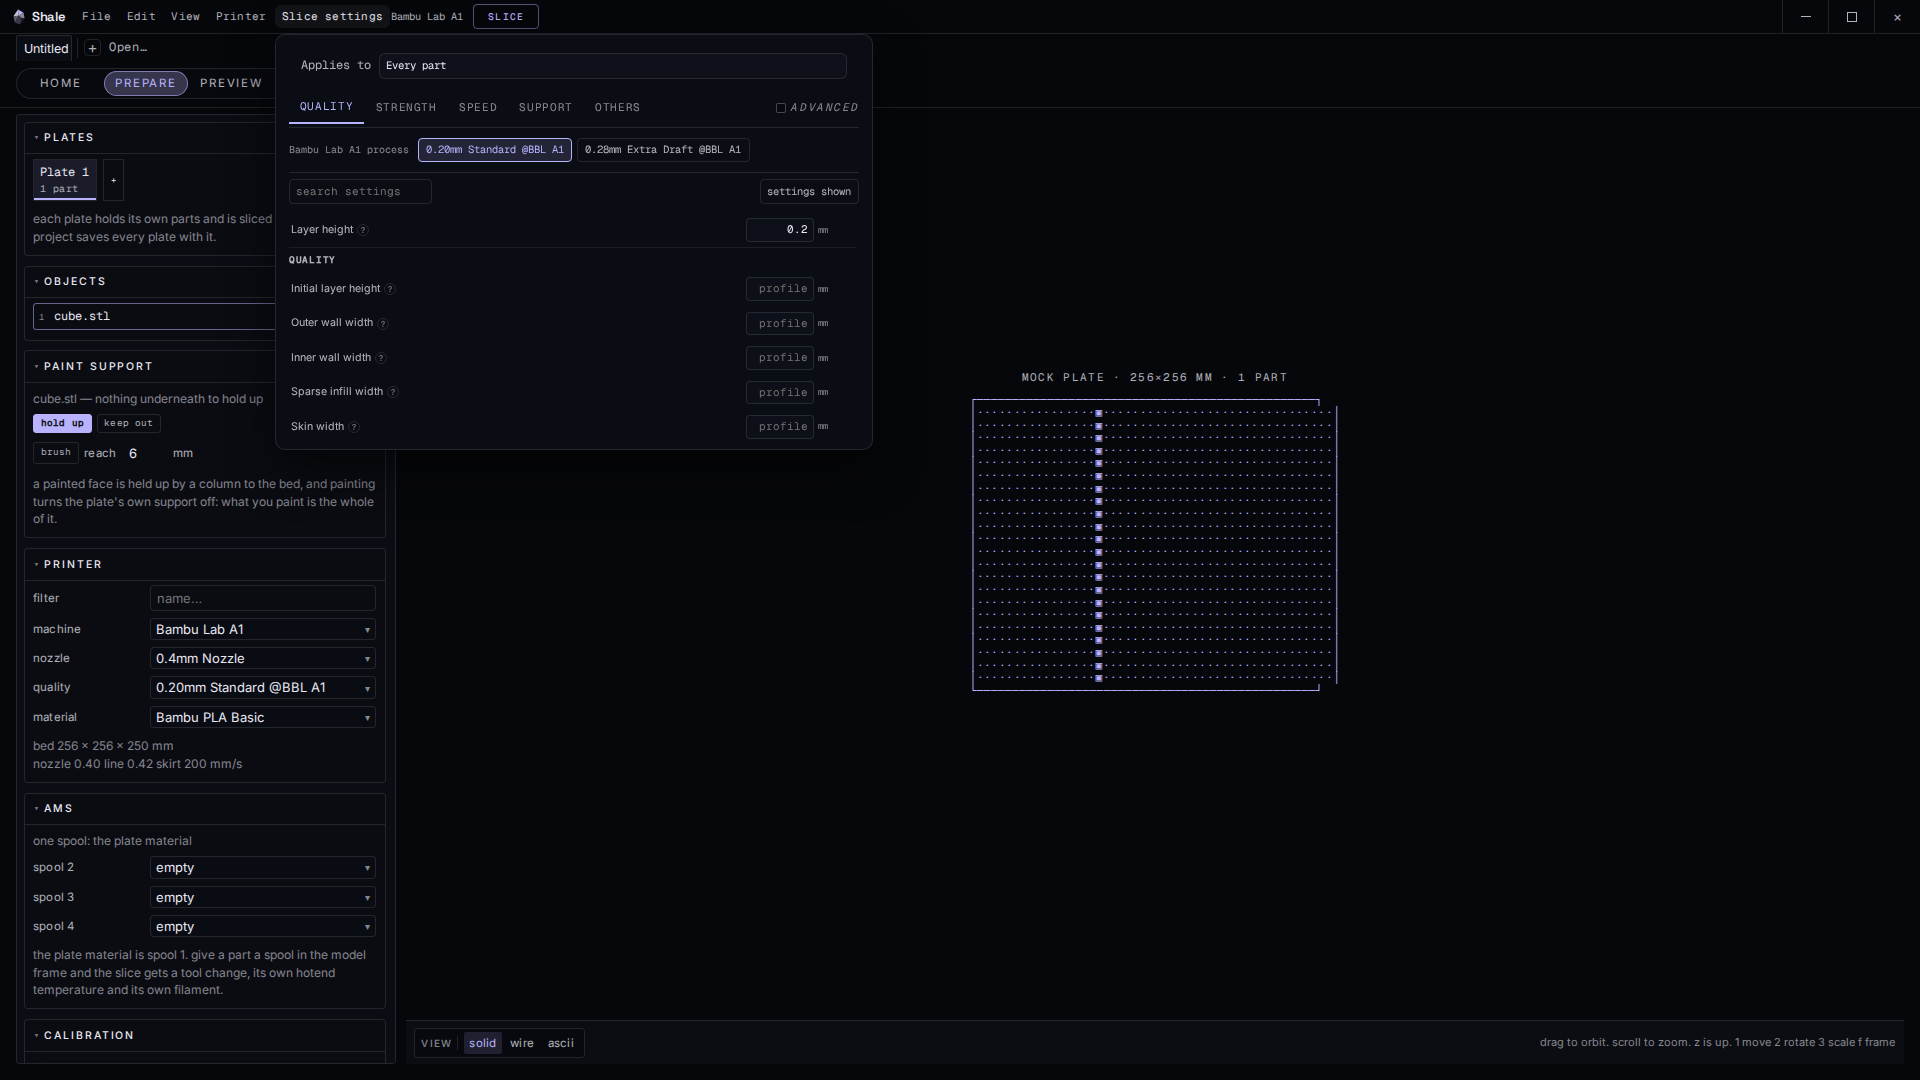 Shale File Edit View Printer Slice settings Bambu Lab A1 SLICE
Untitled + Open…
HOME PREPARE PREVIEW
Applies to Every part
QUALITY STRENGTH SPEED SUPPORT OTHERS ADVANCED
Bambu Lab A1 process 0.20mm Standard @BBL A1 0.28mm Extra Draft @BBL A1
search settings settings shown
Layer height ? 0.2 mm
QUALITY
Initial layer height ? profile mm
Outer wall width ? profile mm
Inner wall width ? profile mm
Sparse infill width ? profile mm
Skin width ? profile mm
PLATES
Plate 1
1 part
+
each plate holds its own parts and is sliced
project saves every plate with it.
OBJECTS
1 cube.stl
PAINT SUPPORT
cube.stl — nothing underneath to hold up
hold up keep out
brush reach 6 mm
a painted face is held up by a column to the bed, and painting
turns the plate's own support off: what you paint is the whole
of it.
PRINTER
filter name...
machine Bambu Lab A1
nozzle 0.4mm Nozzle
quality 0.20mm Standard @BBL A1
material Bambu PLA Basic
bed 256 × 256 × 250 mm
nozzle 0.40 line 0.42 skirt 200 mm/s
AMS
one spool: the plate material
spool 2 empty
spool 3 empty
spool 4 empty
the plate material is spool 1. give a part a spool in the model
frame and the slice gets a tool change, its own hotend
temperature and its own filament.
CALIBRATION
MOCK PLATE · 256×256 MM · 1 PART
VIEW solid wire ascii
drag to orbit. scroll to zoom. z is up. 1 move 2 rotate 3 scale f frame